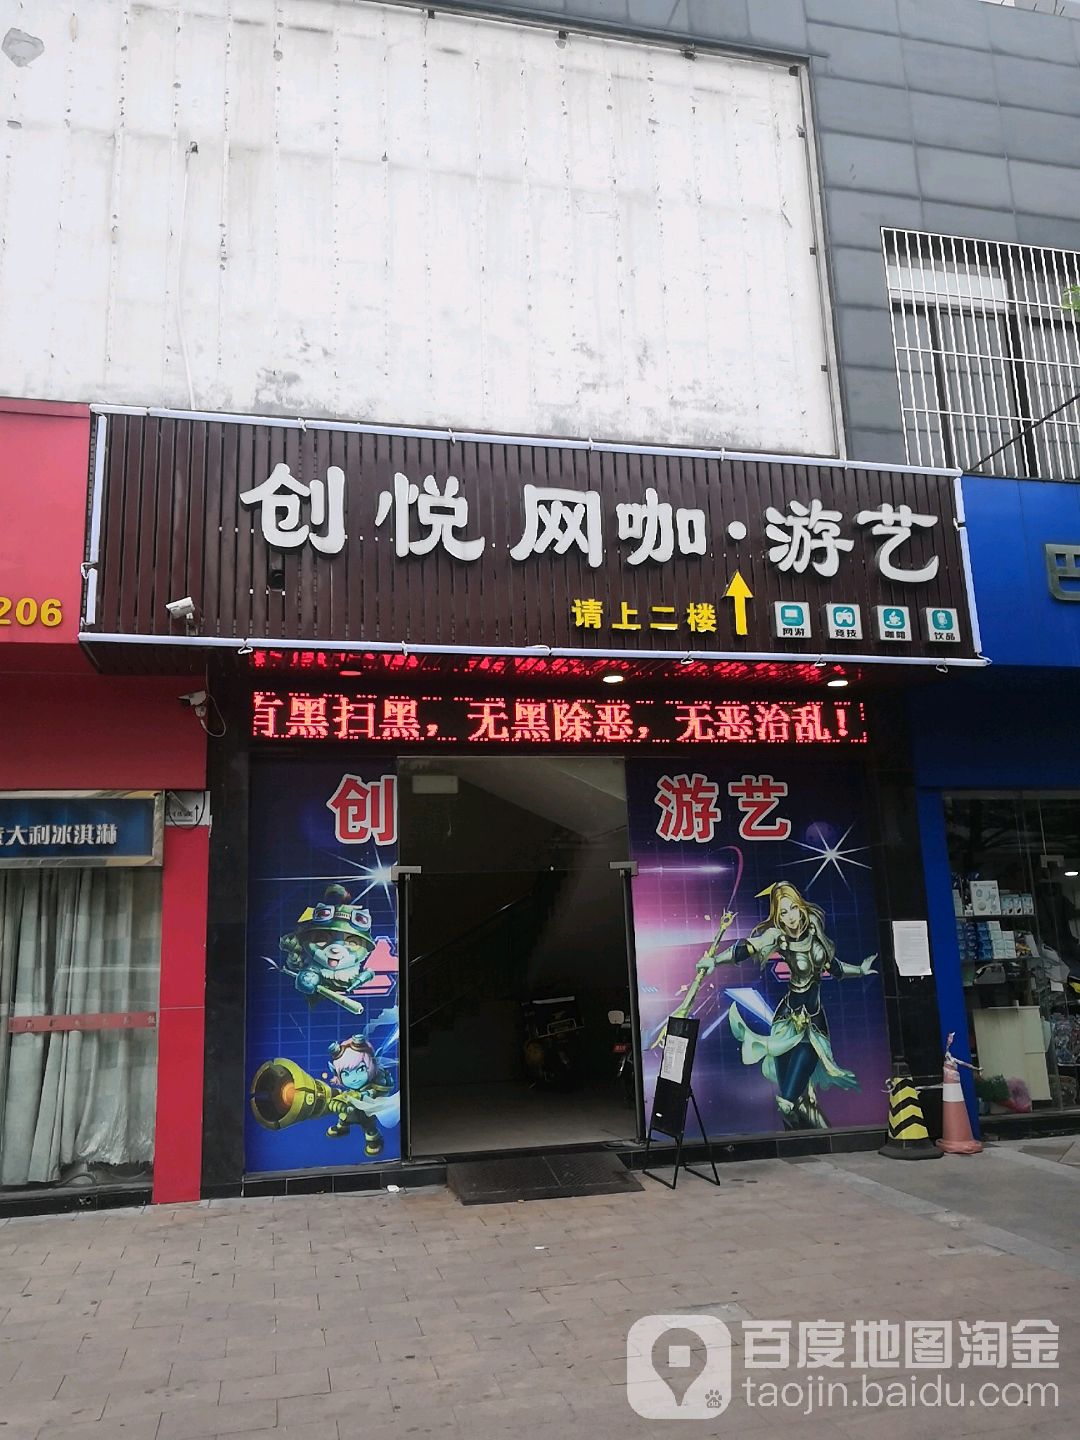 创悦网咖·游艺
请上二楼
网游 竞技 咖啡 饮品
206
有黑扫黑，无黑除恶，无恶治乱！
创 游艺
意大利冰淇淋
巴
百度地图淘金
taojin.baidu.com